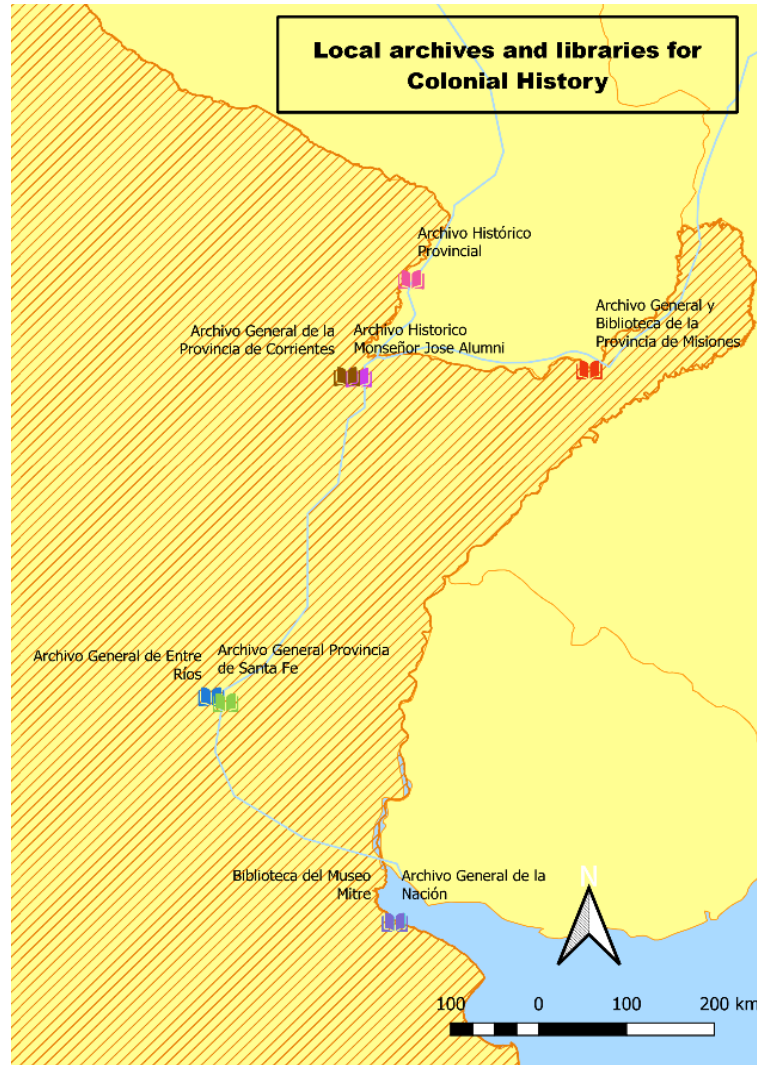 Local archives and libraries for
Colonial History
Archivo Histórico
Provincial
Archivo General de la
Provincia de Corrientes
Archivo Historico
Monseñor Jose Alumni
Archivo General y
Biblioteca de la
Provincia de Misiones
Archivo General de Entre
Ríos
Archivo General Provincia
de Santa Fe
Biblioteca del Museo
Mitre
Archivo General de la
Nación
N
100 0 100 200 km